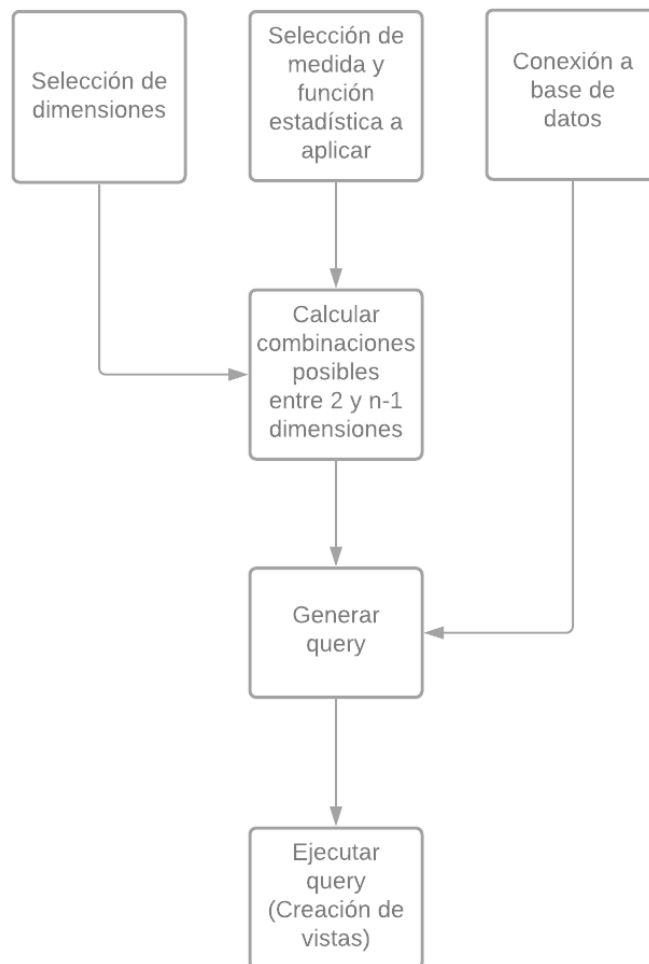 Selección de
dimensiones
Selección de
medida y
función
estadística a
aplicar
Conexión a
base de
datos
Calcular
combinaciones
posibles
entre 2 y n-1
dimensiones
Generar
query
Ejecutar
query
(Creación de
vistas)